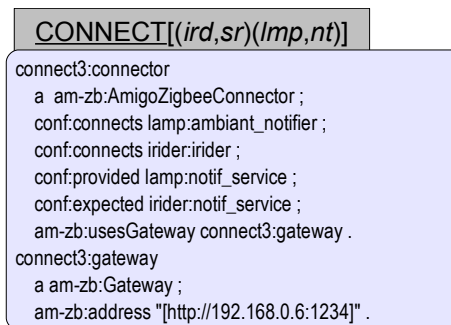 CONNECT[(ird,sr)(lmp,nt)]
connect3:connector
a am-zb:AmigoZigbeeConnector ;
conf:connects lamp:ambiant_notifier ;
conf:connects irider:irider ;
conf:provided lamp:notif_service ;
conf:expected irider:notif_service ;
am-zb:usesGateway connect3:gateway .
connect3:gateway
a am-zb:Gateway ;
am-zb:address "[http://192.168.0.6:1234]" .